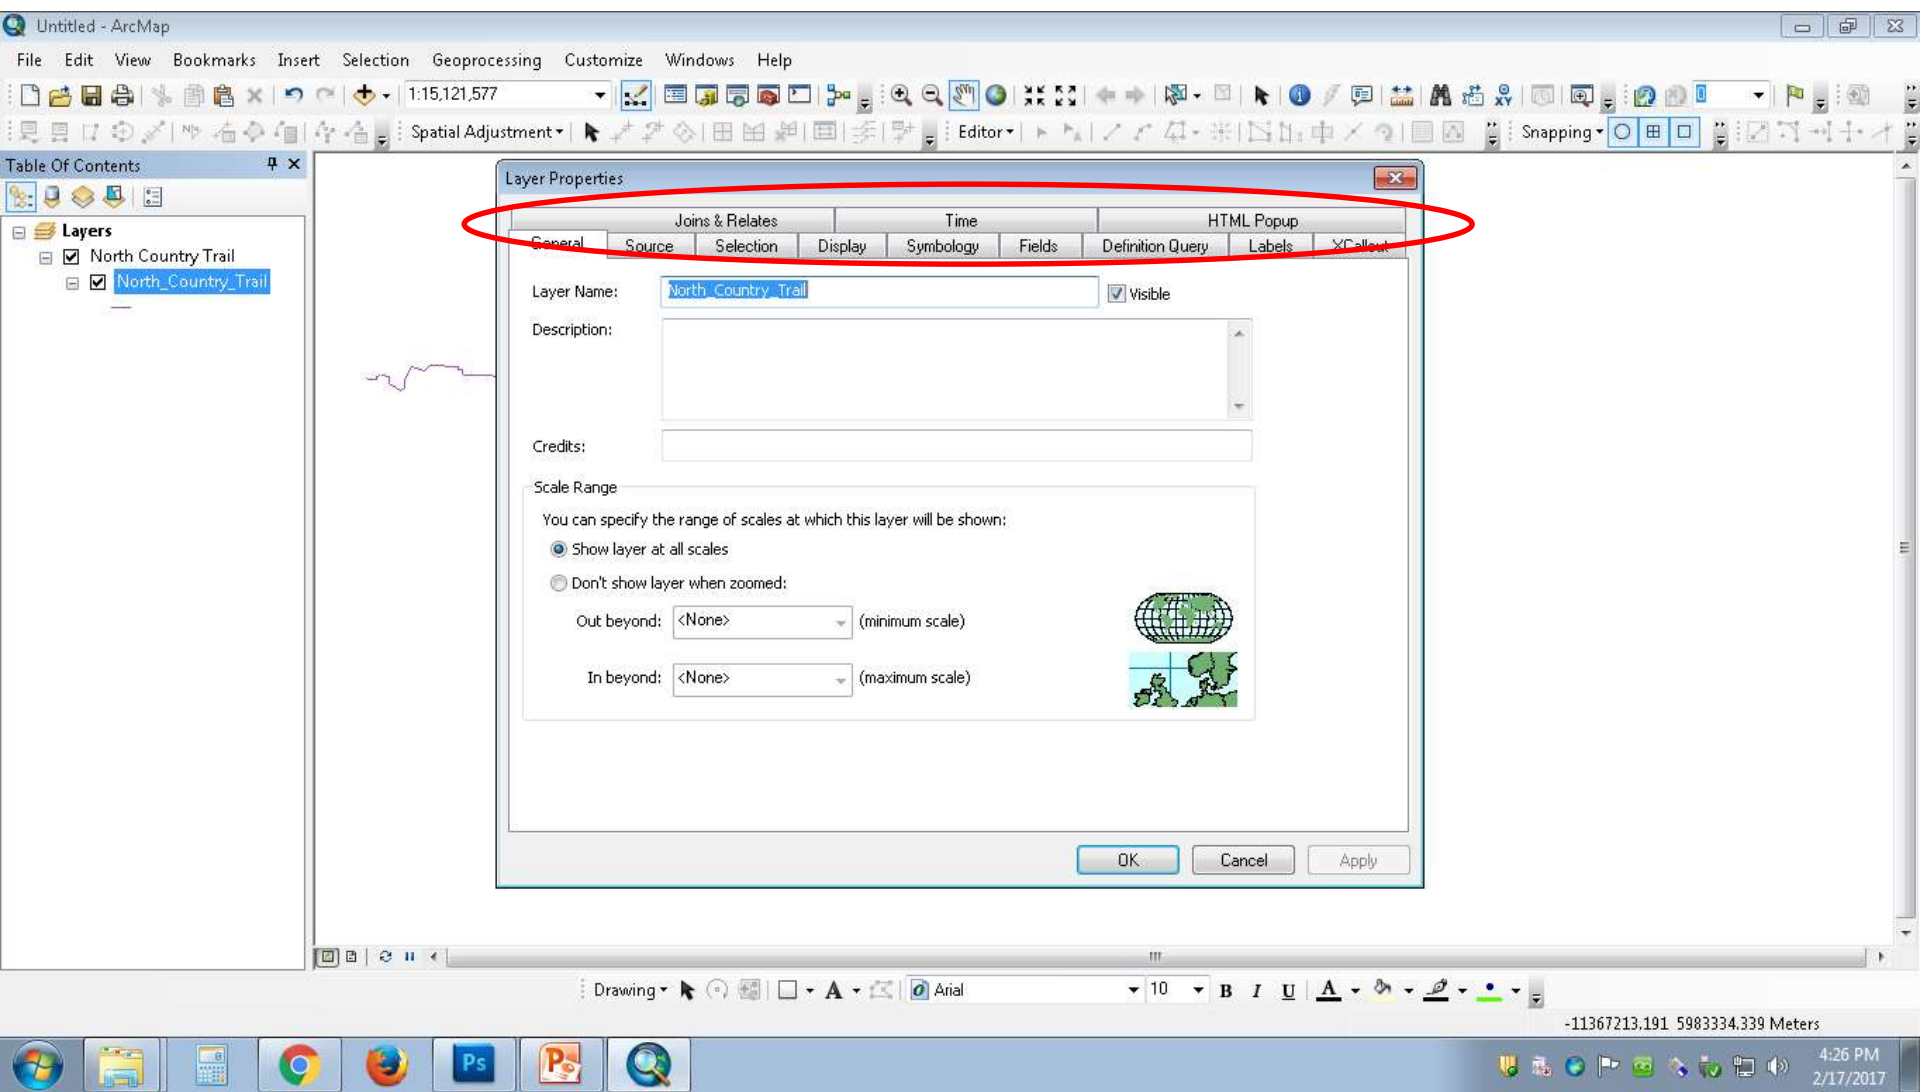 Untitled - ArcMap
File Edit View Bookmarks Insert Selection Geoprocessing Customize Windows Help
1:15,121,577
Spatial Adjustment Editor Snapping
Table Of Contents
Layers
North Country Trail
North_Country_Trail
Layer Properties
Joins & Relates Time HTML Popup
General Source Selection Display Symbology Fields Definition Query Labels XCallout
Layer Name: North_Country_Trail Visible
Description:
Credits:
Scale Range
You can specify the range of scales at which this layer will be shown:
Show layer at all scales
Don't show layer when zoomed:
Out beyond: <None> (minimum scale)
In beyond: <None> (maximum scale)
OK Cancel Apply
Drawing A Arial 10 B I U A
-11367213.191 5983334.339 Meters
Ps P 4:26 PM
2/17/2017